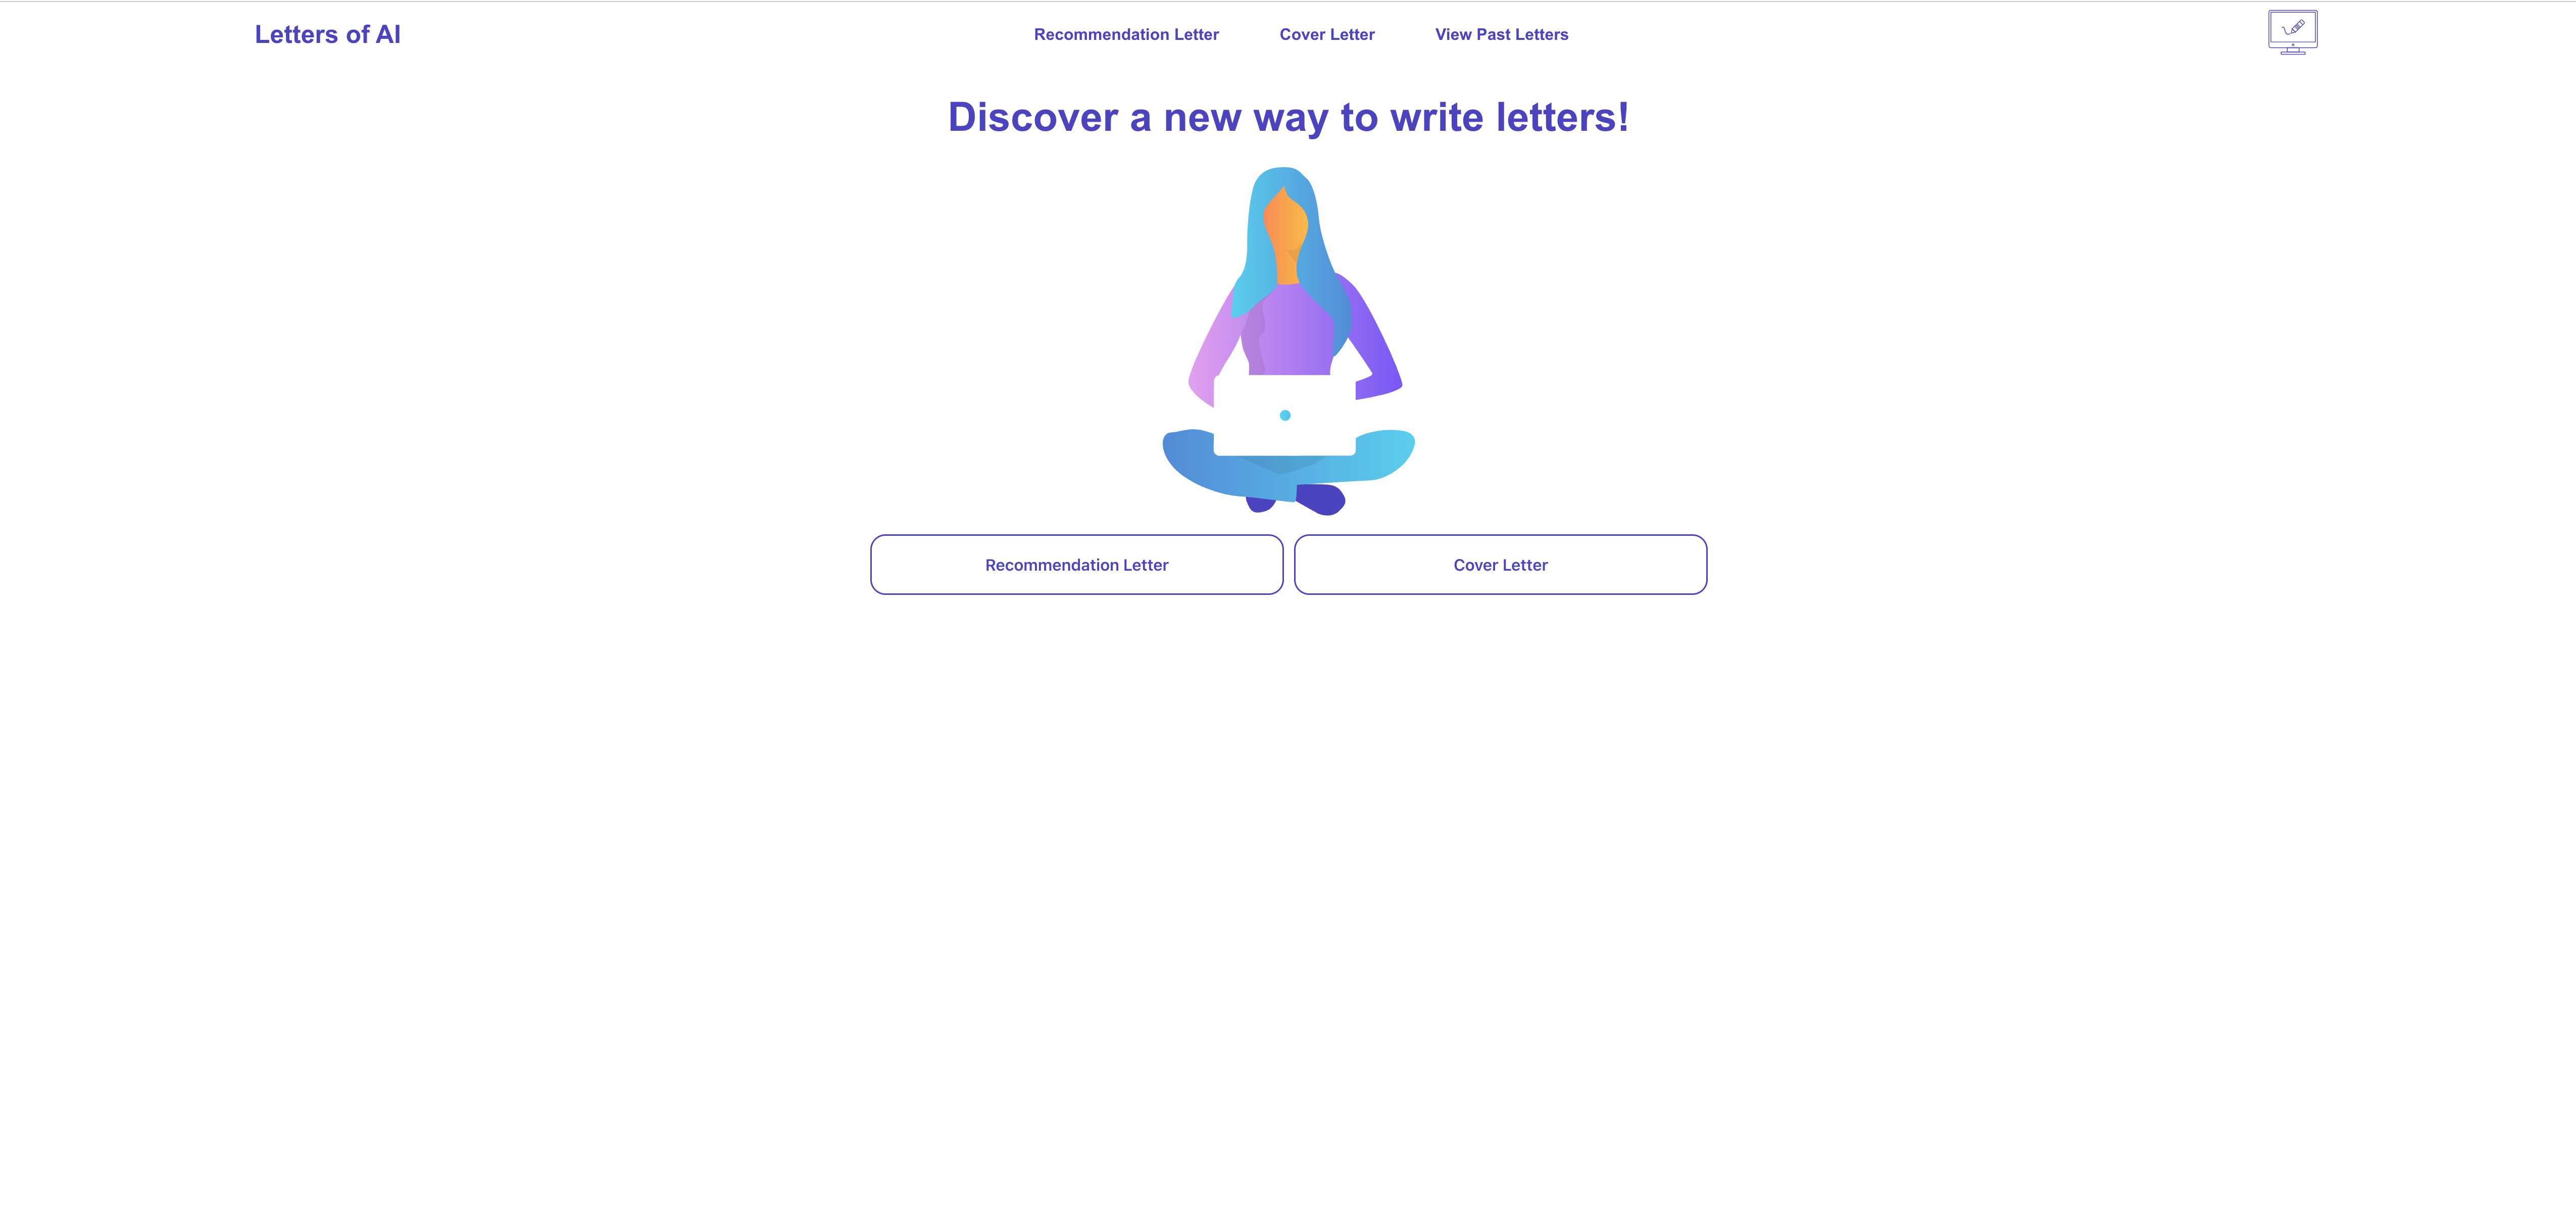 Letters of AI
Recommendation Letter
Cover Letter
View Past Letters
Discover a new way to write letters!
Recommendation Letter
Cover Letter